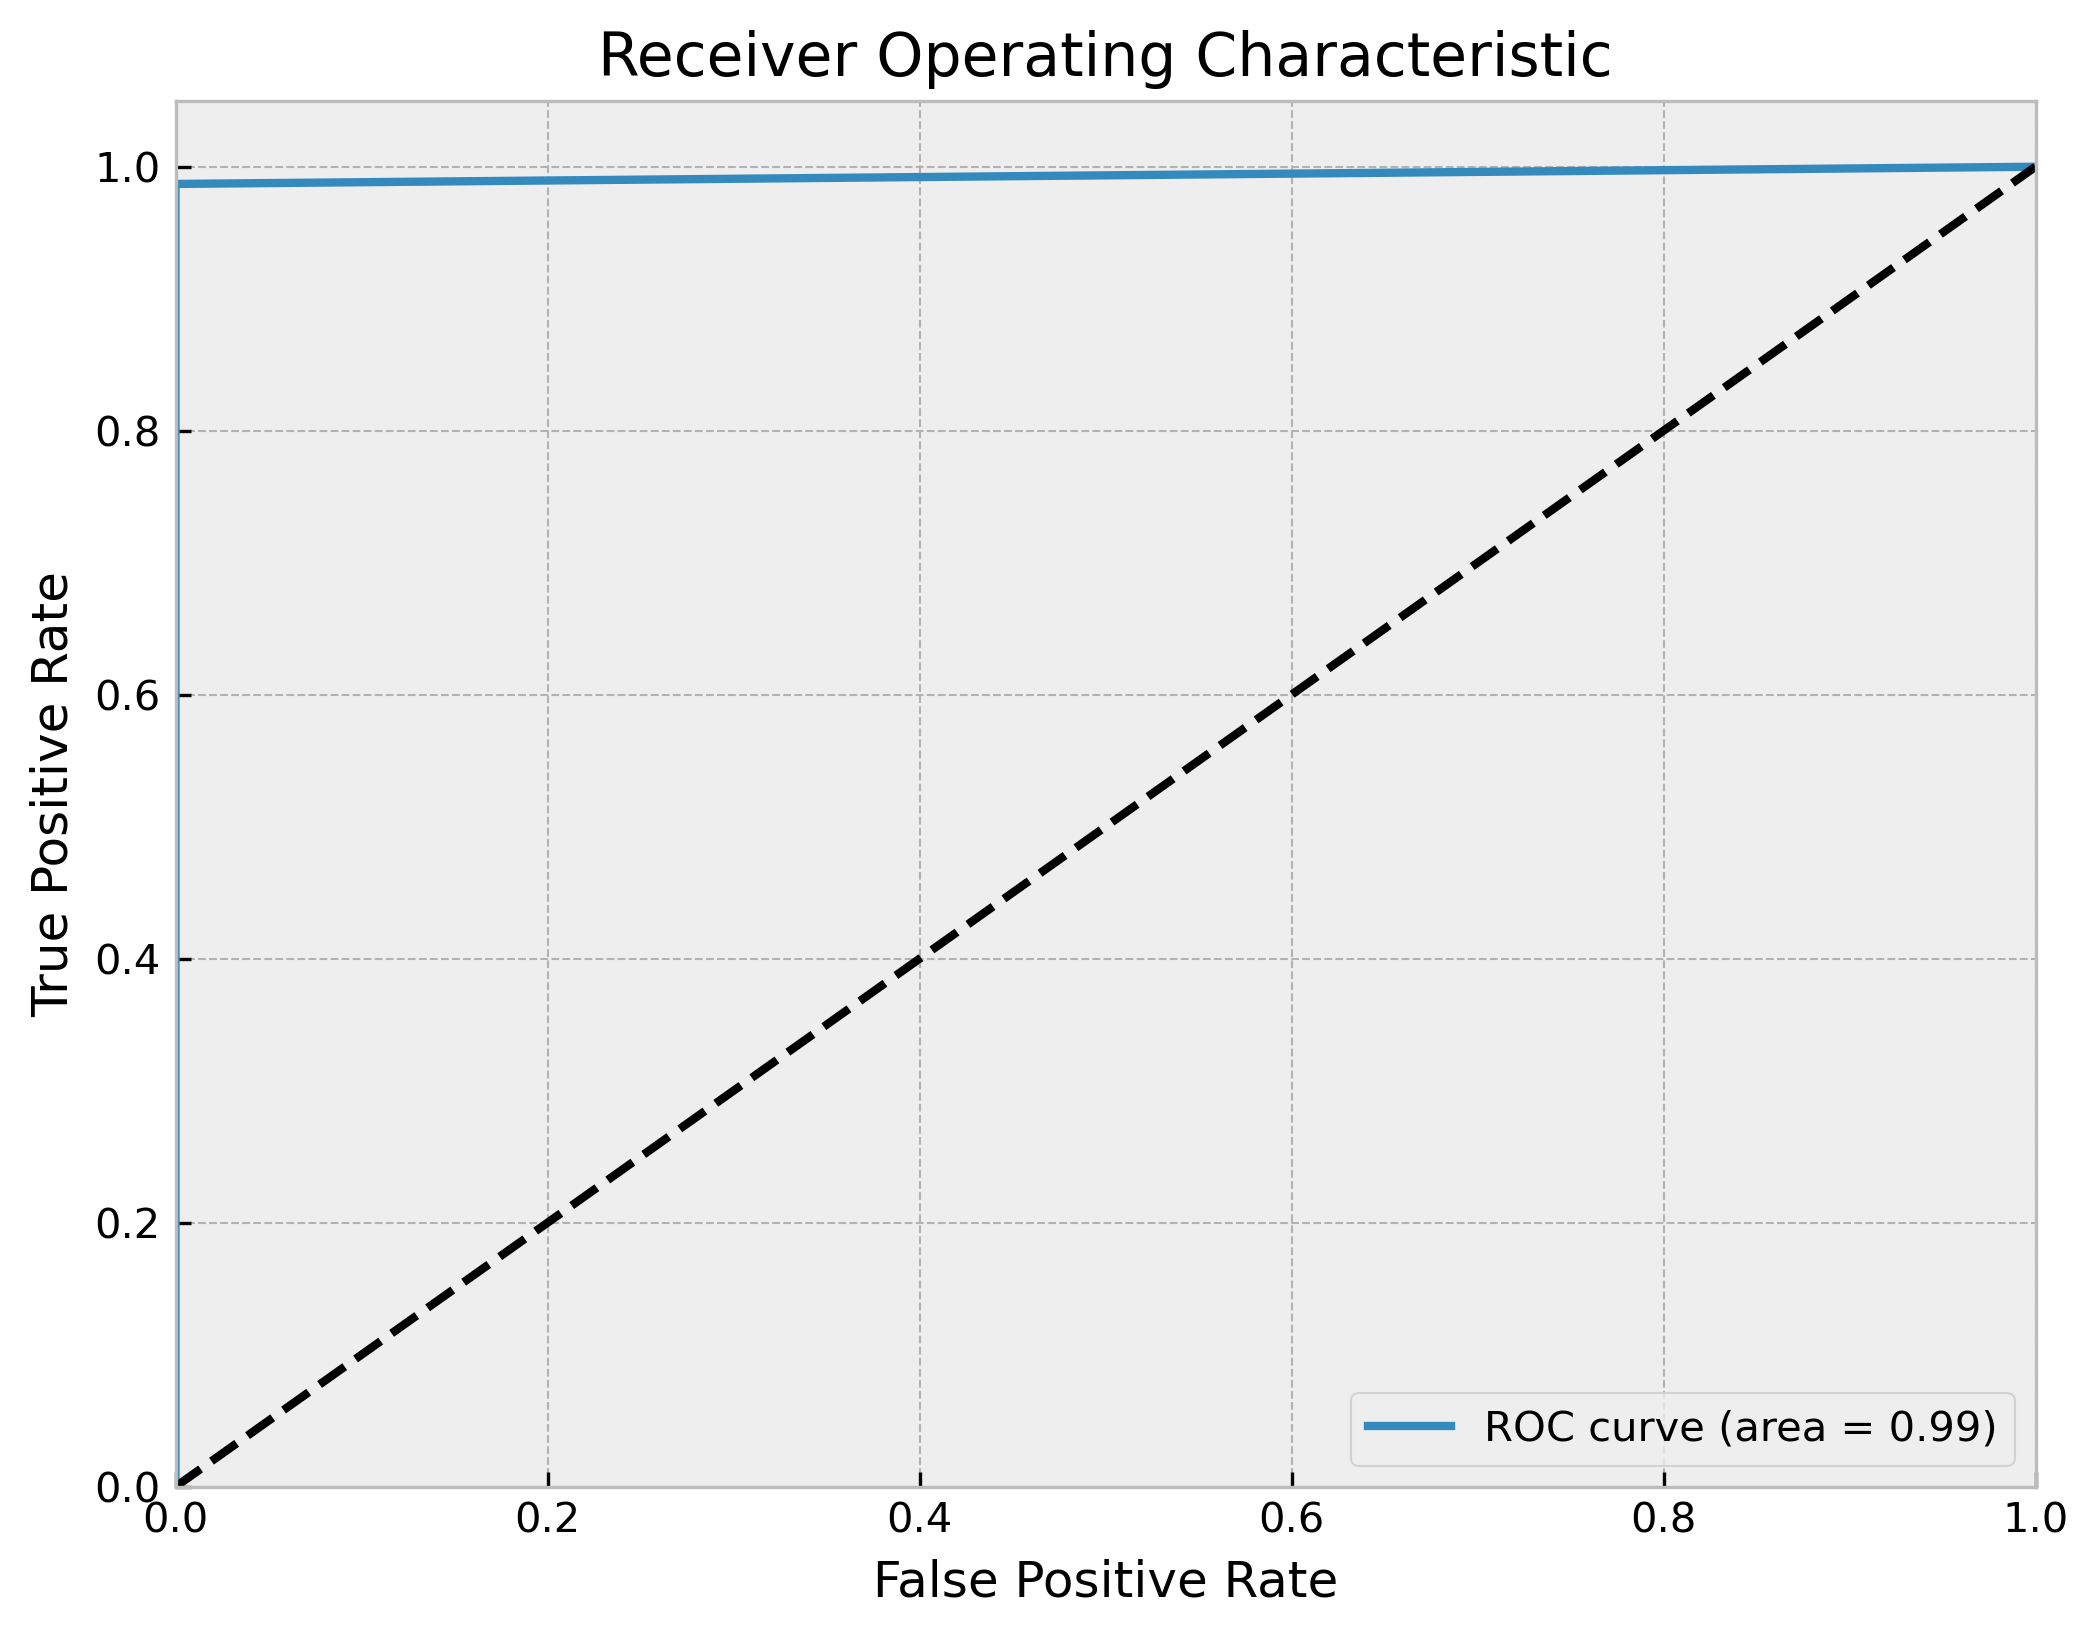 Receiver Operating Characteristic
True Positive Rate
1.0
0.8
0.6
0.4
0.2
0.0
ROC curve (area = 0.99)
0.0 0.2 0.4 0.6 0.8 1.0
False Positive Rate